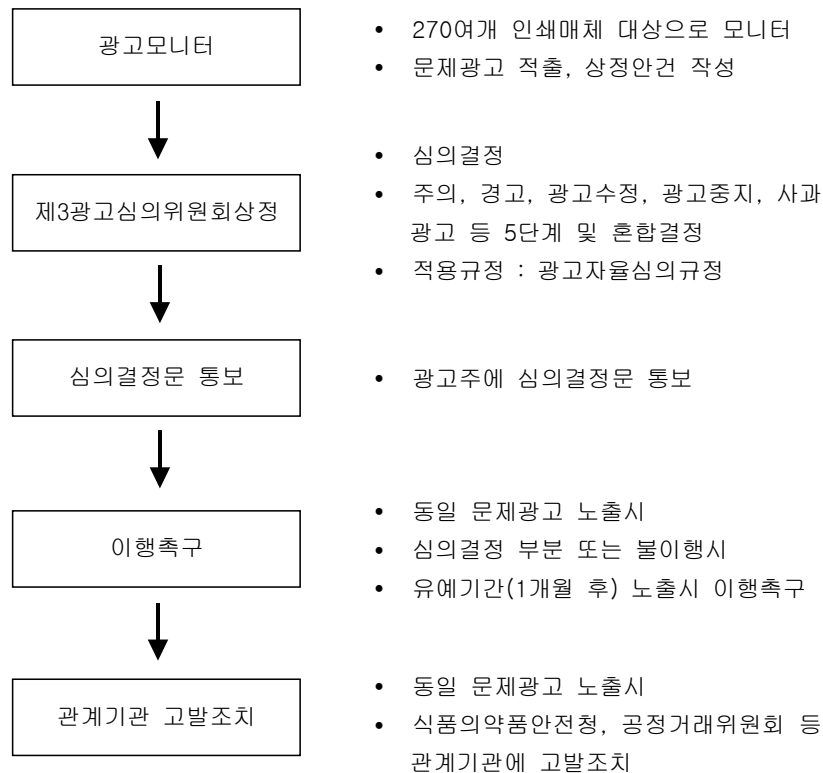 광고모니터
• 270여개 인쇄매체 대상으로 모니터
• 문제광고 적출, 상정안건 작성
제3광고심의위원회상정
• 심의결정
• 주의, 경고, 광고수정, 광고중지, 사과
광고 등 5단계 및 혼합결정
• 적용규정 : 광고자율심의규정
심의결정문 통보
• 광고주에 심의결정문 통보
이행촉구
• 동일 문제광고 노출시
• 심의결정 부분 또는 불이행시
• 유예기간(1개월 후) 노출시 이행촉구
관계기관 고발조치
• 동일 문제광고 노출시
• 식품의약품안전청, 공정거래위원회 등
관계기관에 고발조치